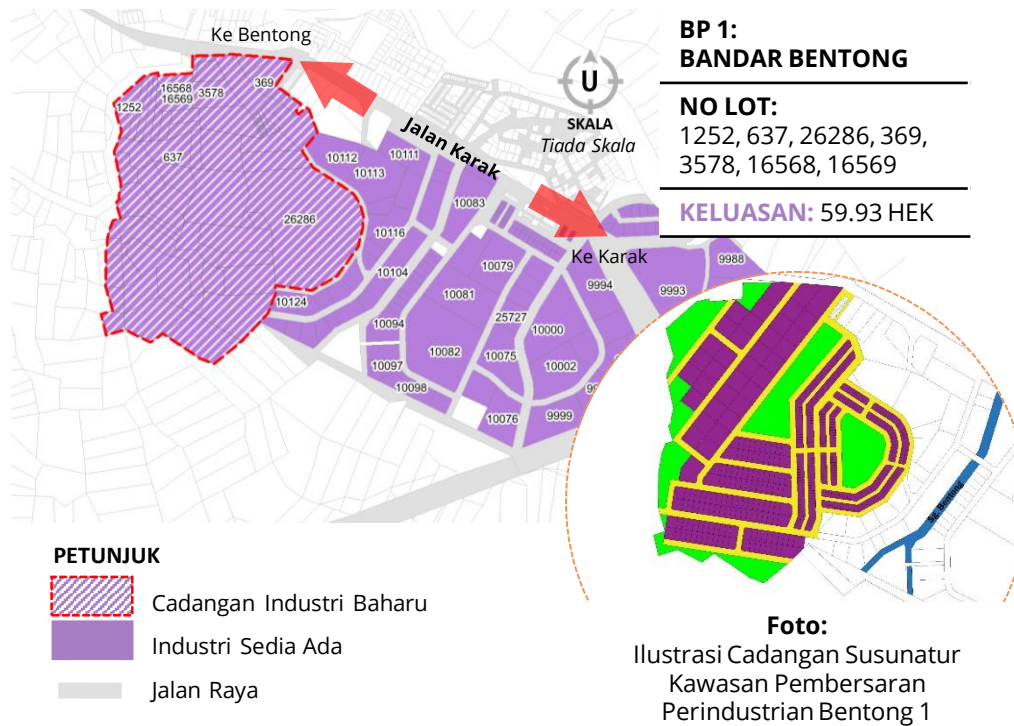 Ke Bentong
1252
16568
16569
3578
369
637
26286
10112
10113
10111
10083
10116
10104
10124
10079
10081
10094
10082
10097
10098
25727
10075
10076
10000
10002
9999
9994
9993
9988
Jalan Karak
Ke Karak
U
SKALA
Tiada Skala
BP 1:
BANDAR BENTONG
NO LOT:
1252, 637, 26286, 369,
3578, 16568, 16569
KELUASAN: 59.93 HEK
Sg. Bentong
PETUNJUK
Cadangan Industri Baharu
Industri Sedia Ada
Jalan Raya
Foto:
Ilustrasi Cadangan Susunatur
Kawasan Pembersaran
Perindustrian Bentong 1